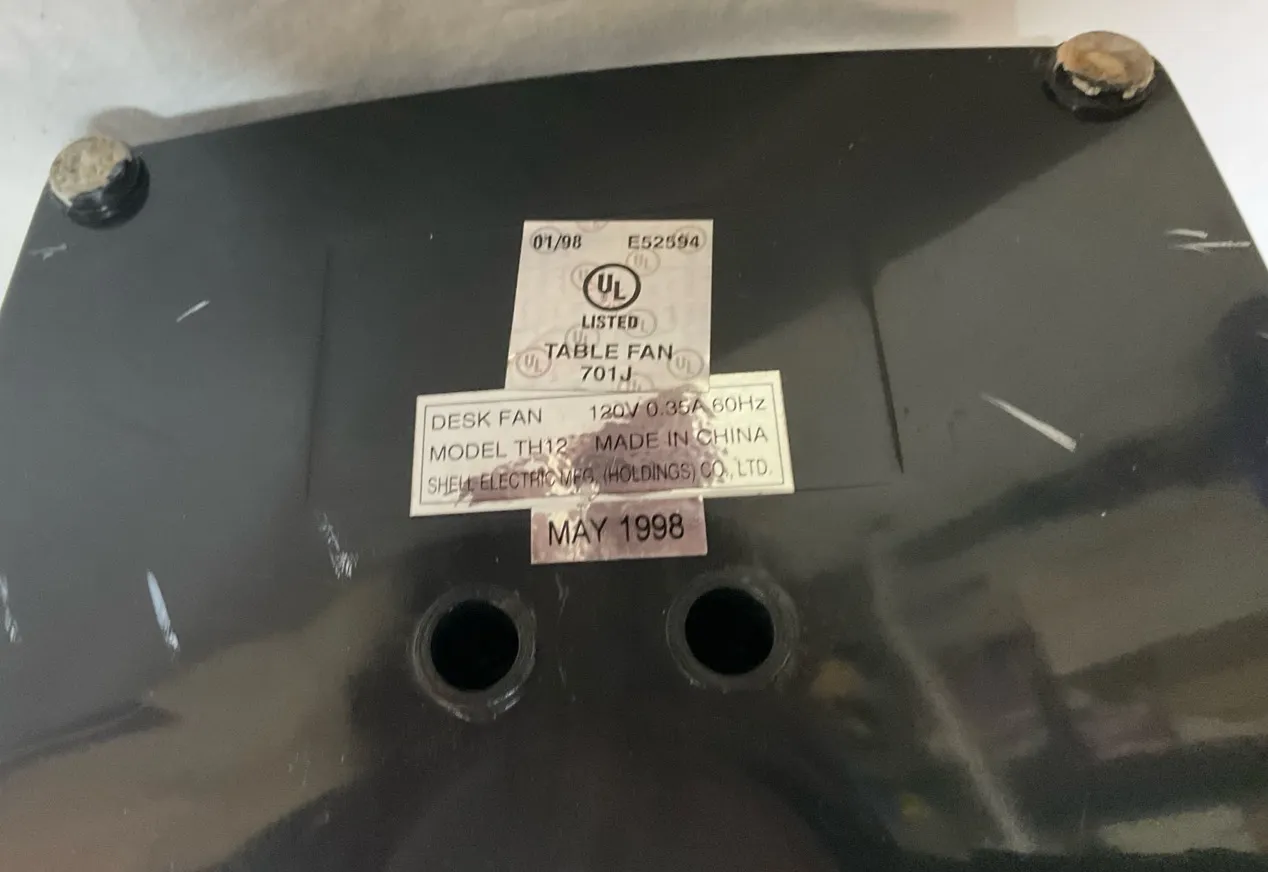 01/98 E52594
UL
LISTED
TABLE FAN
701J
DESK FAN 120V 0.35A 60Hz
MODEL TH12 MADE IN CHINA
SHELL ELECTRIC MFG. (HOLDINGS) CO., LTD.
MAY 1998